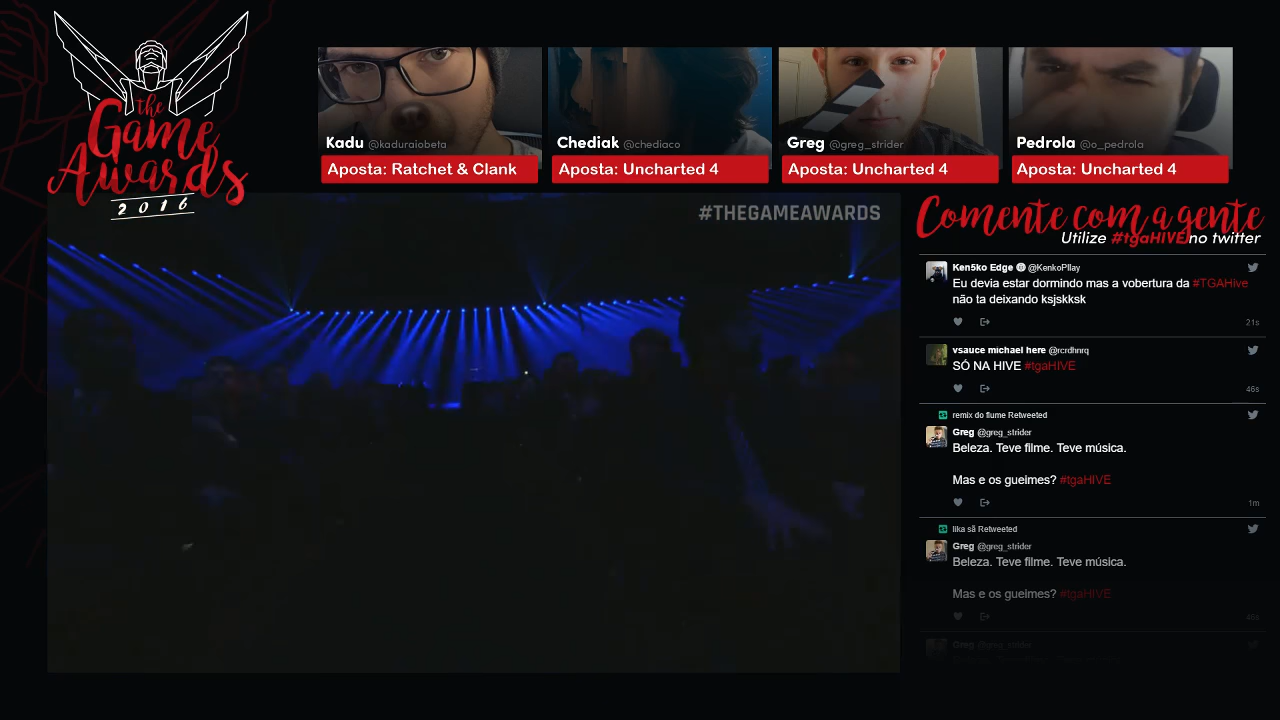 the
Game
Awards
2016
Kadu @kaduraiobeta
Aposta: Ratchet & Clank
Chediak @chediaco
Aposta: Uncharted 4
Greg @greg_strider
Aposta: Uncharted 4
Pedrola @o_pedrola
Aposta: Uncharted 4
#THEGAMEAWARDS
Comente com a gente
Utilize #tgaHIVE no twitter
Ken5ko Edge @KenkoPllay
Eu devia estar dormindo mas a vobertura da #TGAHive
não ta deixando ksjskksk
21s
vsauce michael here @rcrdhnrq
SÓ NA HIVE #tgaHIVE
46s
remix do flume Retweeted
Greg @greg_strider
Beleza. Teve filme. Teve música.
Mas e os gueimes? #tgaHIVE
1m
lika sã Retweeted
Greg @greg_strider
Beleza. Teve filme. Teve música.
Mas e os gueimes? #tgaHIVE
46s
Greg @greg_strider